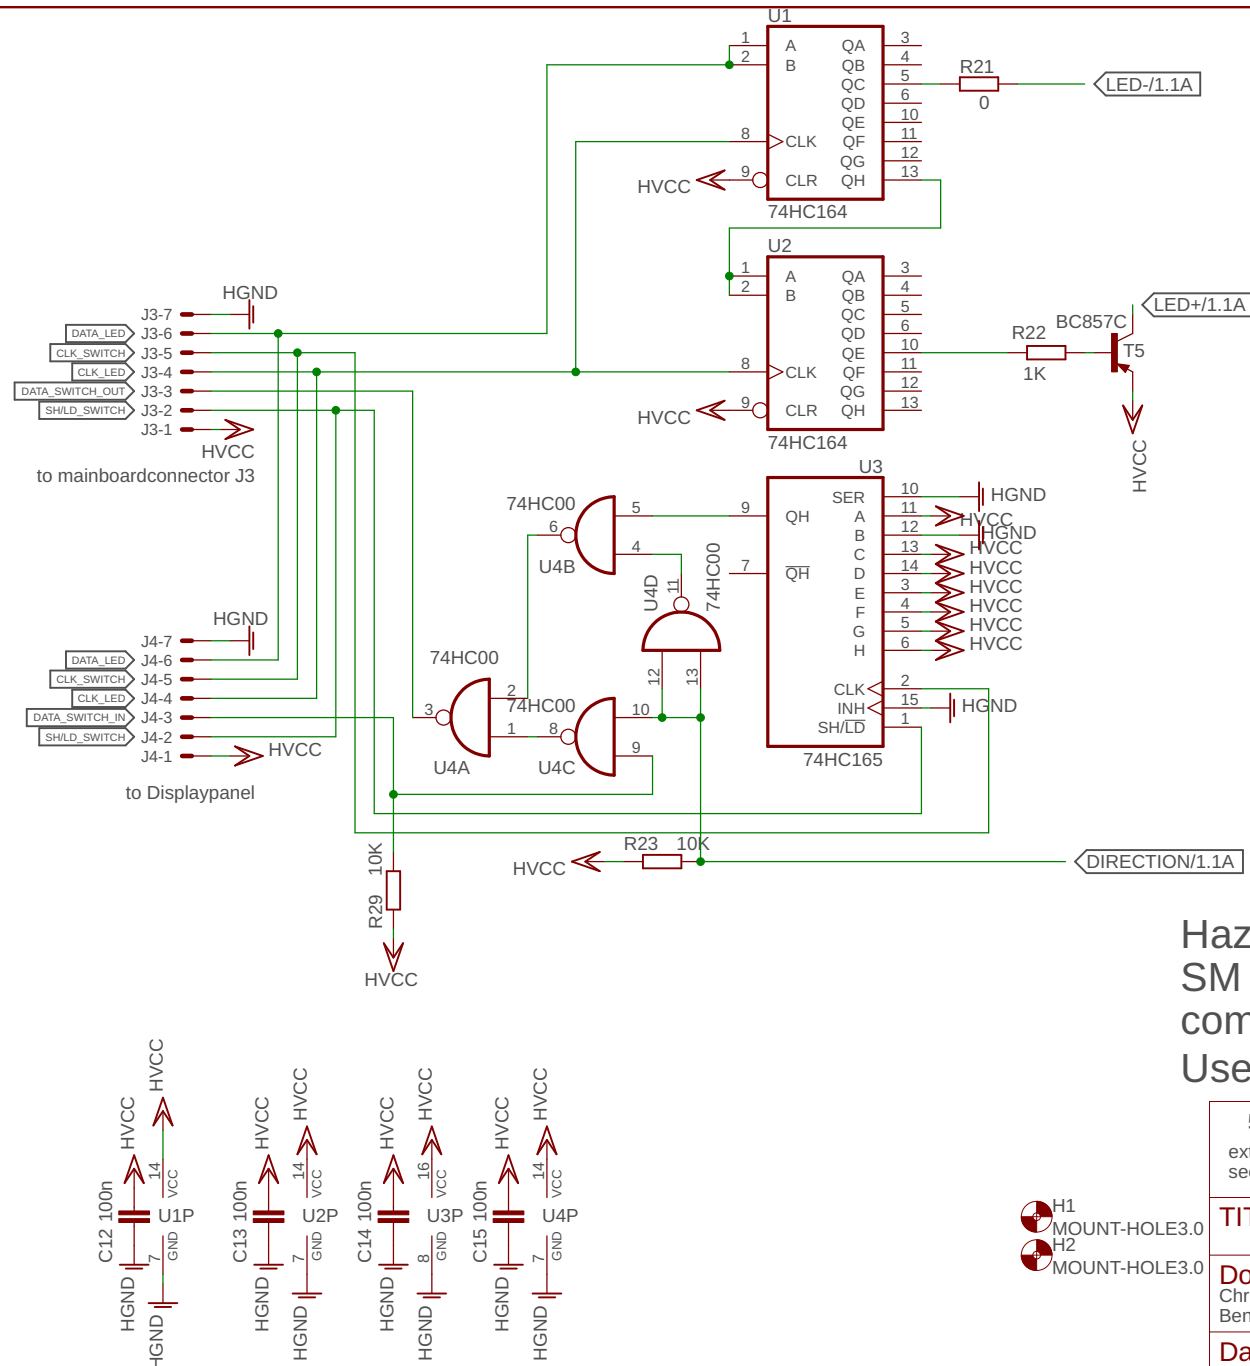 U1
1 A QA 3
2 B QB 4
QC 5
QD 6
QE 10
8 CLK QF 11
QG 12
9 CLR QH 13
HVCC
74HC164
R21
0
LED-/1.1A
U2
1 A QA 3
2 B QB 4
QC 5
QD 6
QE 10
8 CLK QF 11
QG 12
9 CLR QH 13
HVCC
74HC164
R22
1K
BC857C
T5
LED+/1.1A
HVCC
HGND
J3-7
DATA_LED J3-6
CLK_SWITCH J3-5
CLK_LED J3-4
DATA_SWITCH_OUT J3-3
SH/LD_SWITCH J3-2
J3-1
HVCC
to mainboardconnector J3
U3
SER 10 HGND
9 QH A 11 HVCC
B 12 HGND
C 13 HVCC
7 QH D 14 HVCC
E 3 HVCC
F 4 HVCC
G 5 HVCC
H 6 HVCC
CLK 2
INH 15 HGND
SH/LD 1
74HC165
74HC00
6 5
4
U4B
U4D
11
74HC00
12 13
74HC00
2
3
1
U4A
74HC00
8 10
9
U4C
HGND
J4-7
DATA_LED J4-6
CLK_SWITCH J4-5
CLK_LED J4-4
DATA_SWITCH_IN J4-3
SH/LD_SWITCH J4-2
J4-1 HVCC
to Displaypanel
R23 10K
HVCC
DIRECTION/1.1A
R29 10K
HVCC
Haz
SM
com
Use
HVCC
HVCC
C12 100n
14 VCC
U1P
7 GND
HGND
HGND
HVCC
HVCC
C13 100n
14 VCC
U2P
7 GND
HGND
HGND
HVCC
HVCC
C14 100n
16 VCC
U3P
8 GND
HGND
HGND
HVCC
HVCC
C15 100n
14 VCC
U4P
7 GND
HGND
HGND
H1
MOUNT-HOLE3.0
H2
MOUNT-HOLE3.0
ext
sec
TIT
Do
Chr
Ben
Da